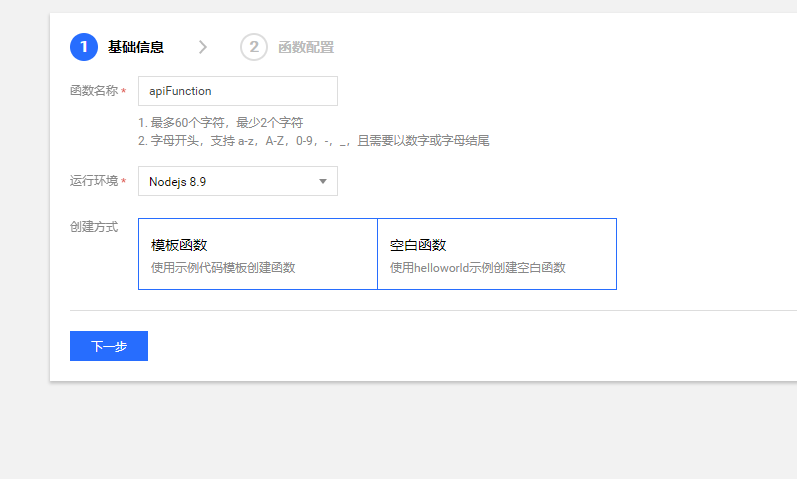 1 基础信息 2 函数配置
函数名称 * apiFunction
1. 最多60个字符，最少2个字符
2. 字母开头，支持 a-z，A-Z，0-9，-，_，且需要以数字或字母结尾
运行环境 * Nodejs 8.9
创建方式
模板函数
使用示例代码模板创建函数
空白函数
使用helloworld示例创建空白函数
下一步